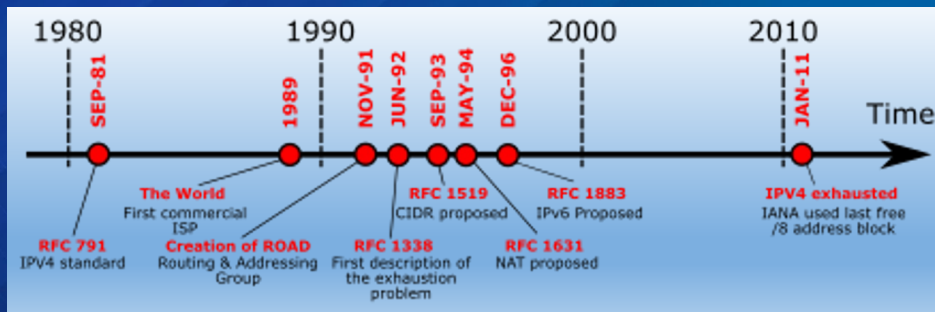 1980
1990
2000
2010
SEP-81
1989
NOV-91
JUN-92
SEP-93
MAY-94
DEC-96
JAN-11
Time
The World
First commercial
ISP
RFC 1519
CIDR proposed
RFC 1883
IPv6 Proposed
IPV4 exhausted
IANA used last free
/8 address block
RFC 791
IPV4 standard
Creation of ROAD
Routing & Addressing
Group
RFC 1338
First description of
the exhaustion
problem
RFC 1631
NAT proposed